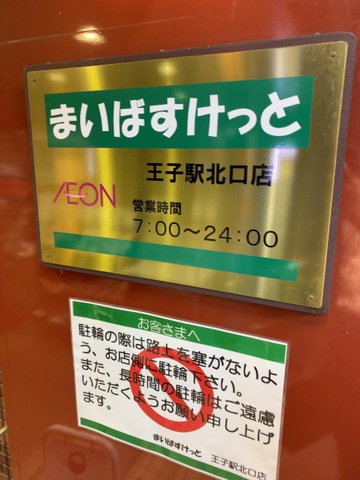 まいばすけっと
王子駅北口店
ÆON
営業時間
7:00～24:00
お客さまへ
駐輪の際は路上を塞がないよ
う、お店側に駐輪下さい。
また、長時間の駐輪はご遠慮
いただくようお願い申し上げ
ます。
まいばすけっと 王子駅北口店